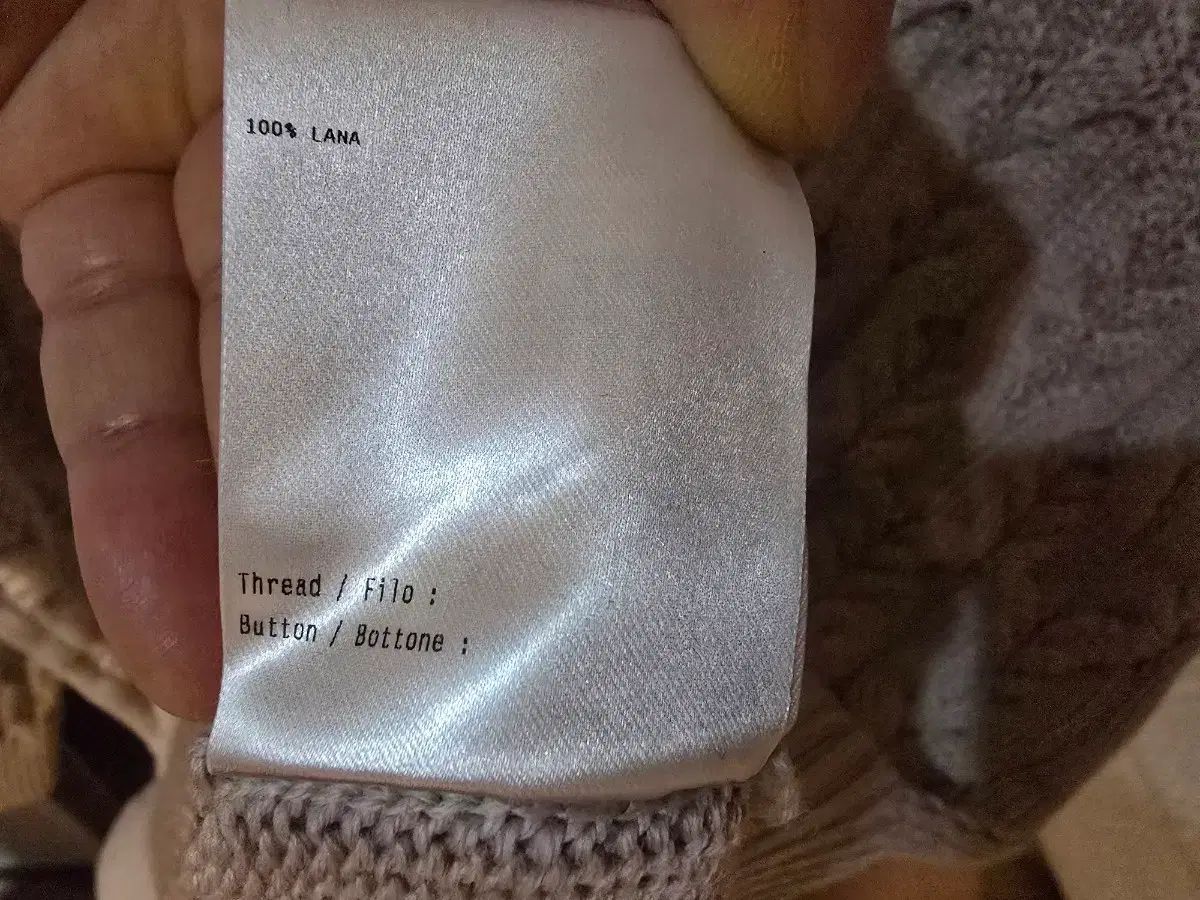 100% LANA
Thread / Filo :
Button / Bottone :